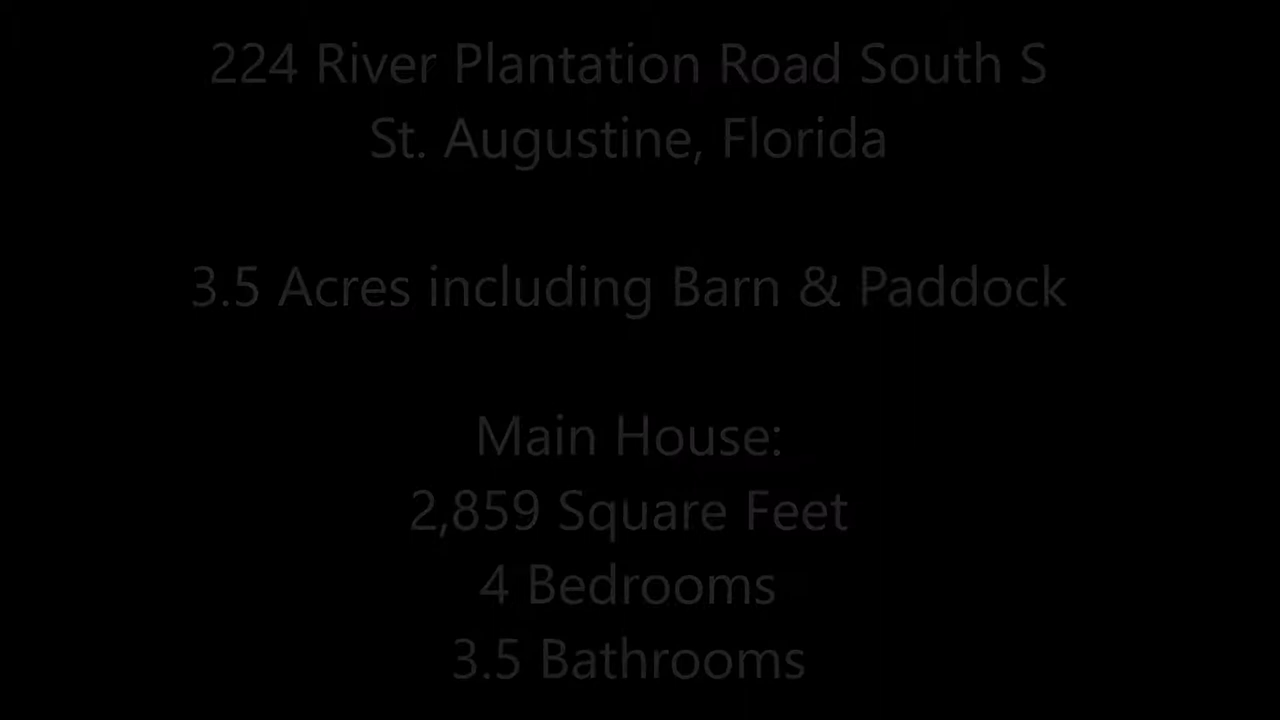 224 River Plantation Road South S
St. Augustine, Florida
3.5 Acres including Barn & Paddock
Main House:
2,859 Square Feet
4 Bedrooms
3.5 Bathrooms